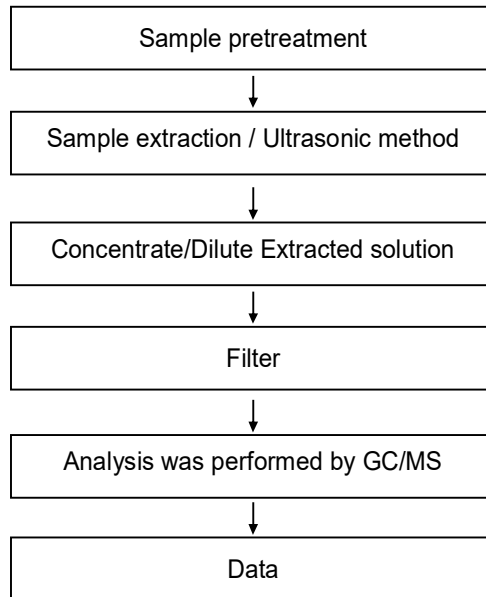 Sample pretreatment
Sample extraction / Ultrasonic method
Concentrate/Dilute Extracted solution
Filter
Analysis was performed by GC/MS
Data